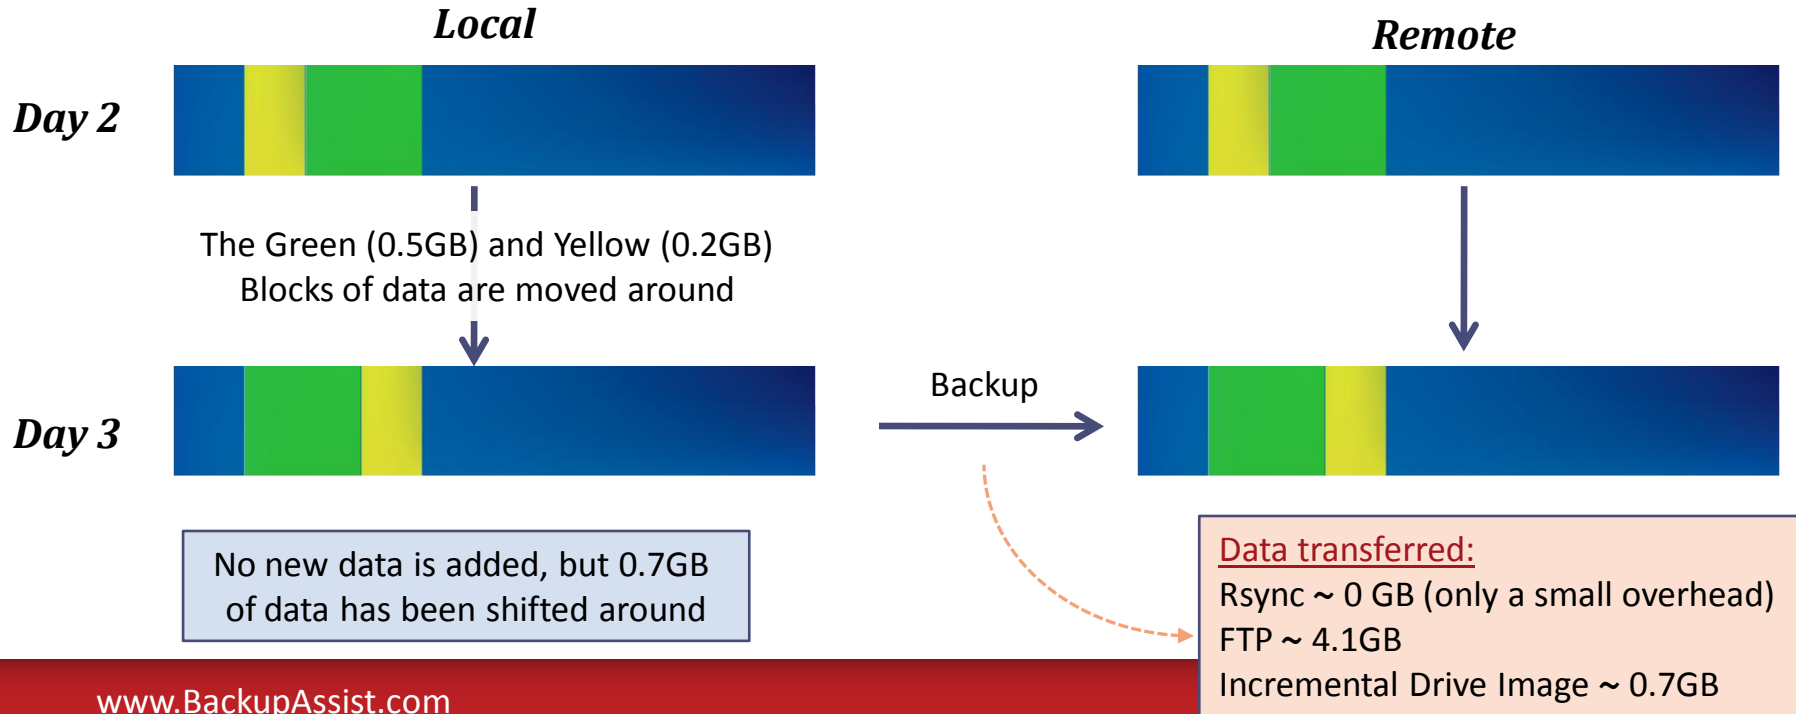 Local
Remote
Day 2
The Green (0.5GB) and Yellow (0.2GB)
Blocks of data are moved around
Backup
Day 3
No new data is added, but 0.7GB
of data has been shifted around
Data transferred:
Rsync ~ 0 GB (only a small overhead)
FTP ~ 4.1GB
Incremental Drive Image ~ 0.7GB
www.BackupAssist.com